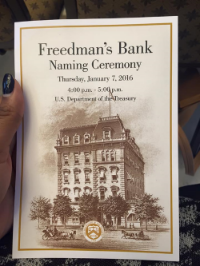 Freedman's Bank
Naming Ceremony
Thursday, January 7, 2016
4:00 p.m. - 5:00 p.m.
U.S. Department of the Treasury